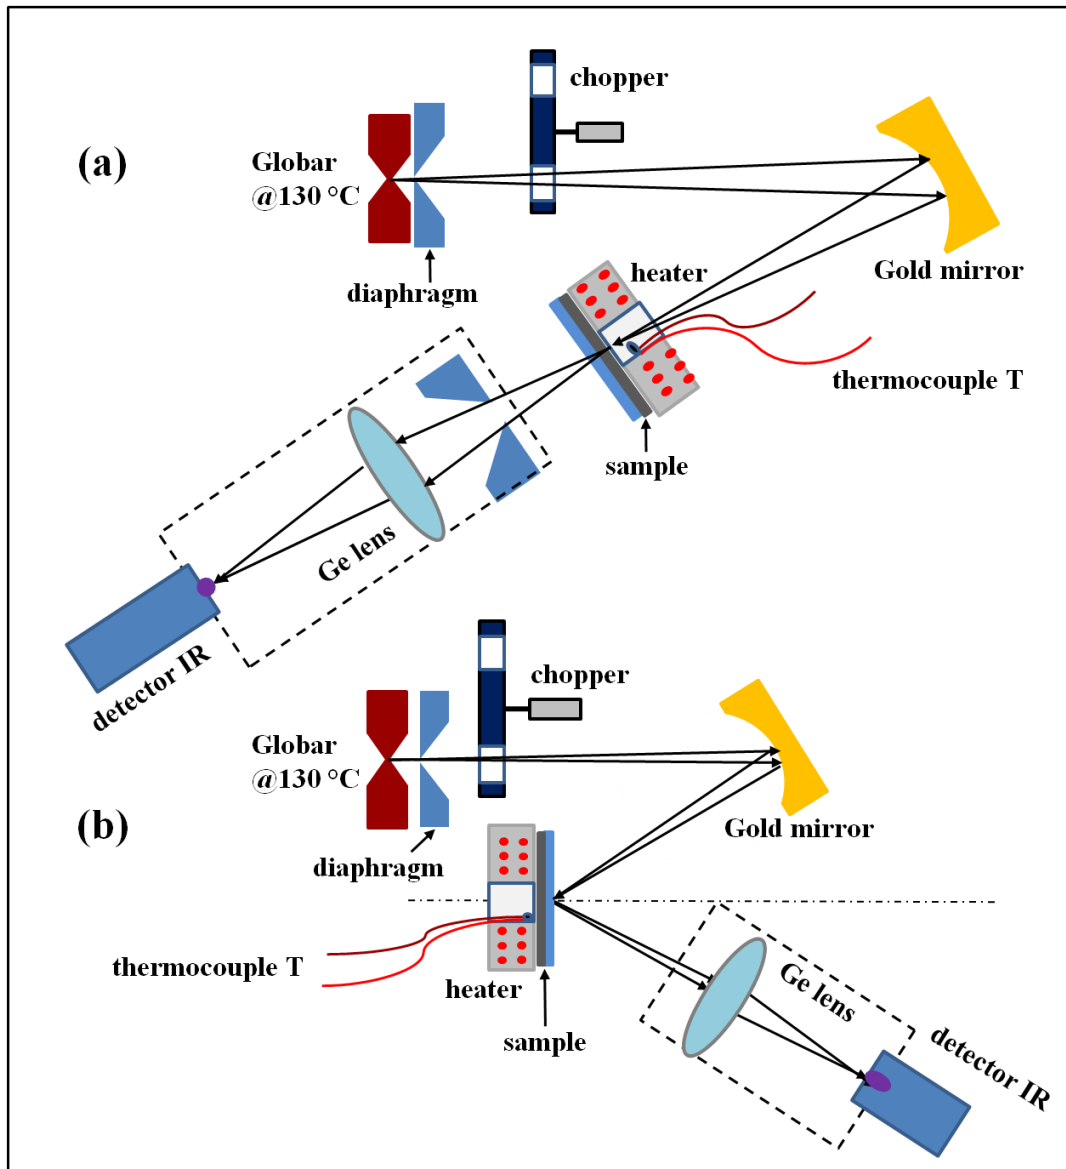 (a)
chopper
Globar
@130 °C
diaphragm
heater
Gold mirror
thermocouple T
sample
Ge lens
detector IR
(b)
chopper
Globar
@130 °C
diaphragm
Gold mirror
thermocouple T
heater
sample
Ge lens
detector IR